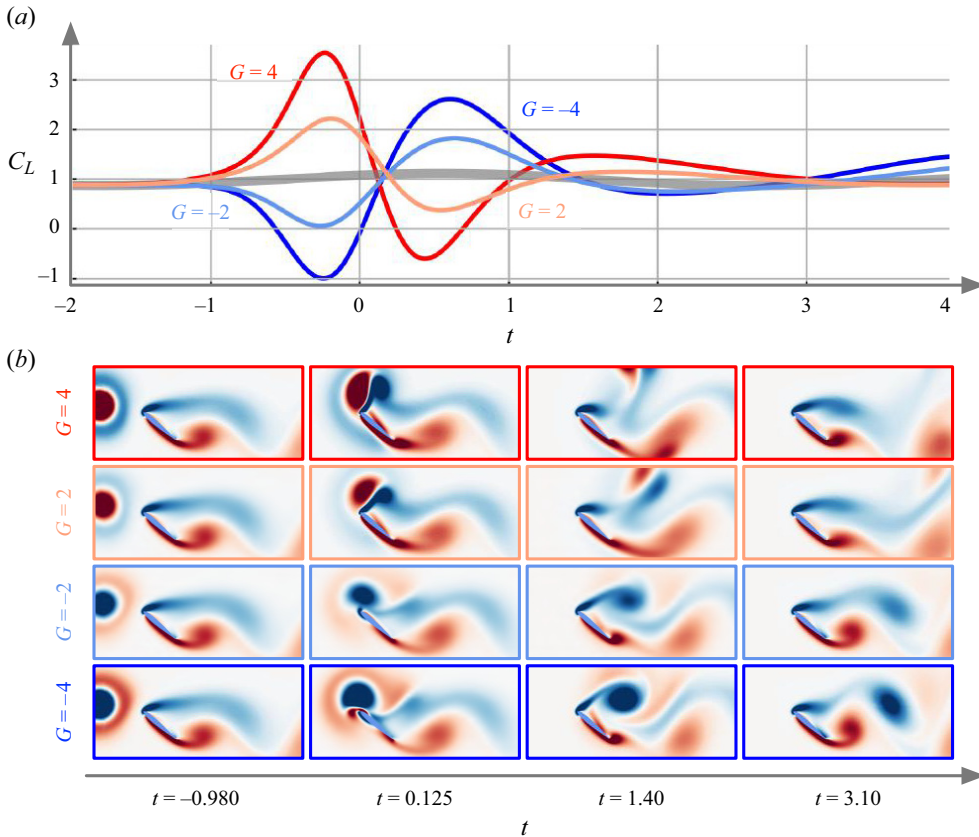 (a)
3
2
C_L
1
0
–1
G = 4
G = –4
G = –2
G = 2
–2
–1
0
1
2
3
4
t
(b)
G = 4
G = 2
G = –2
G = –4
t = –0.980
t = 0.125
t = 1.40
t = 3.10
t